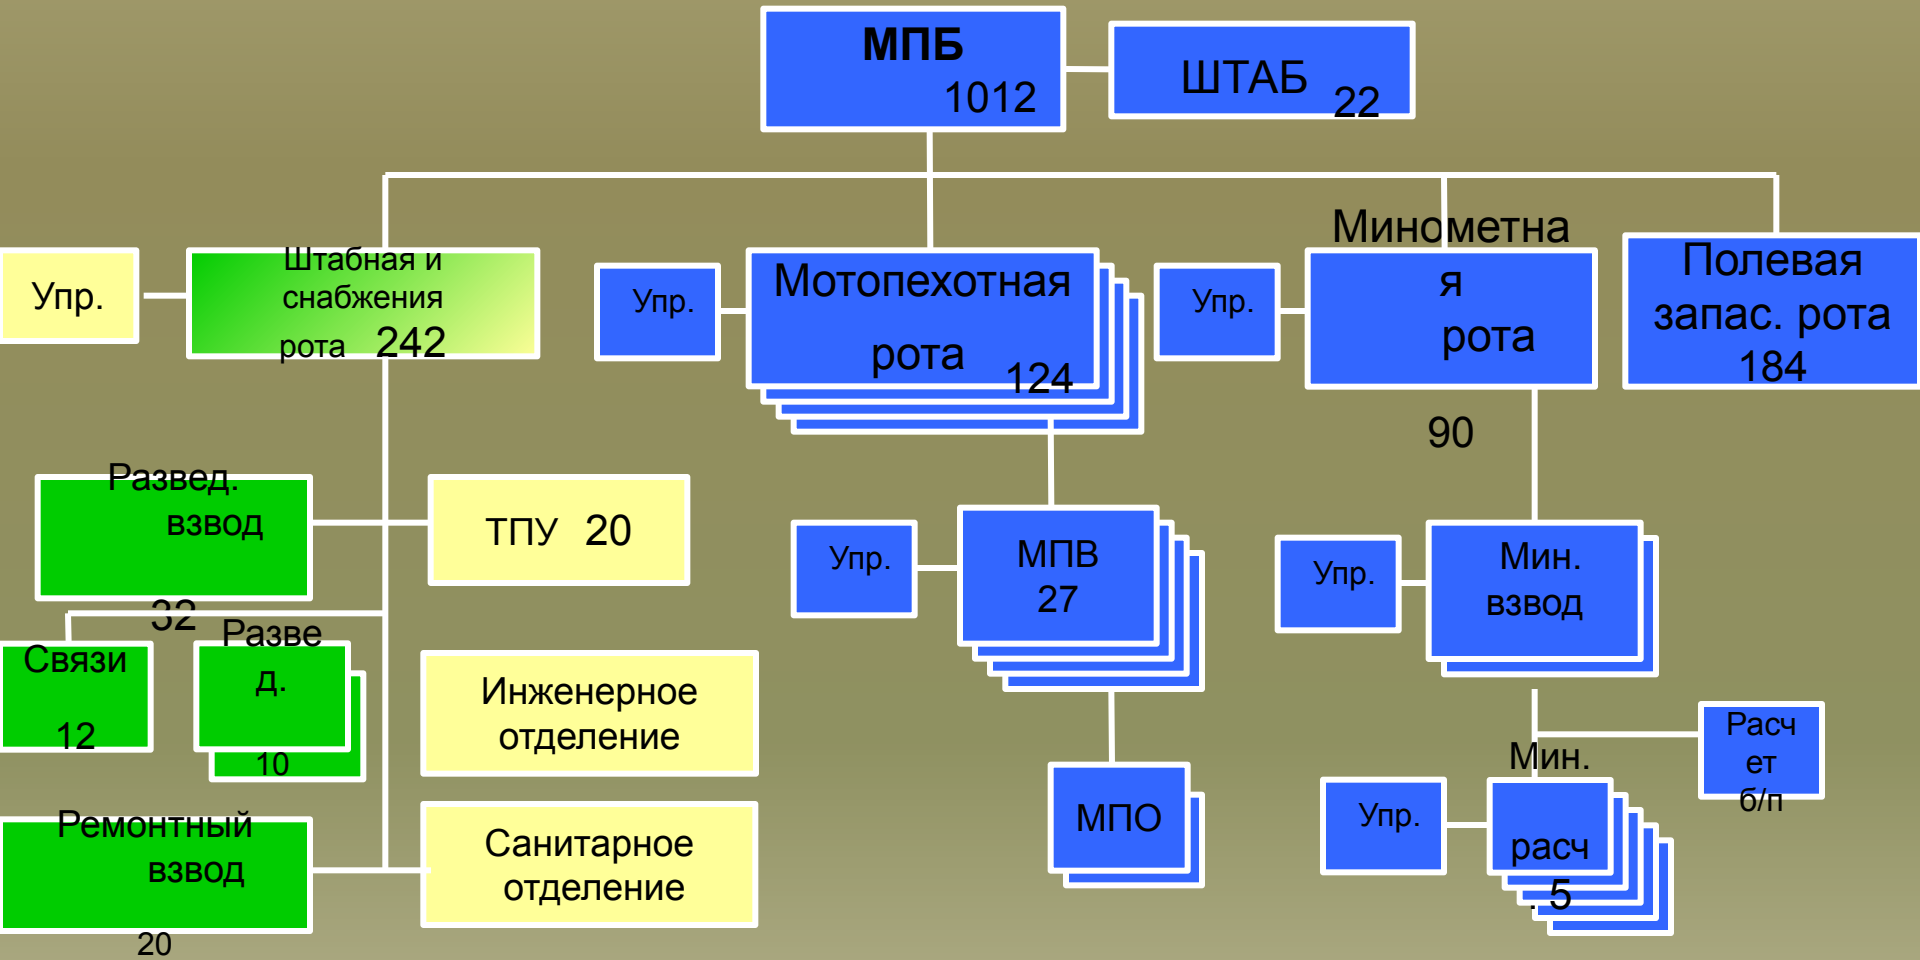 МПБ
1012
ШТАБ 22
Упр.
Штабная и
снабжения
рота 242
Упр.
Мотопехотная
рота 124
Упр.
Минометна
я
рота
90
Полевая
запас. рота
184
Развед.
взвод
32
ТПУ 20
Упр.
МПВ
27
Упр.
Мин.
взвод
Связи
12
Разве
д.
10
Инженерное
отделение
Расч
ет
б/п
МПО
Упр.
Мин.
расч
. 5
Ремонтный
взвод
20
Санитарное
отделение